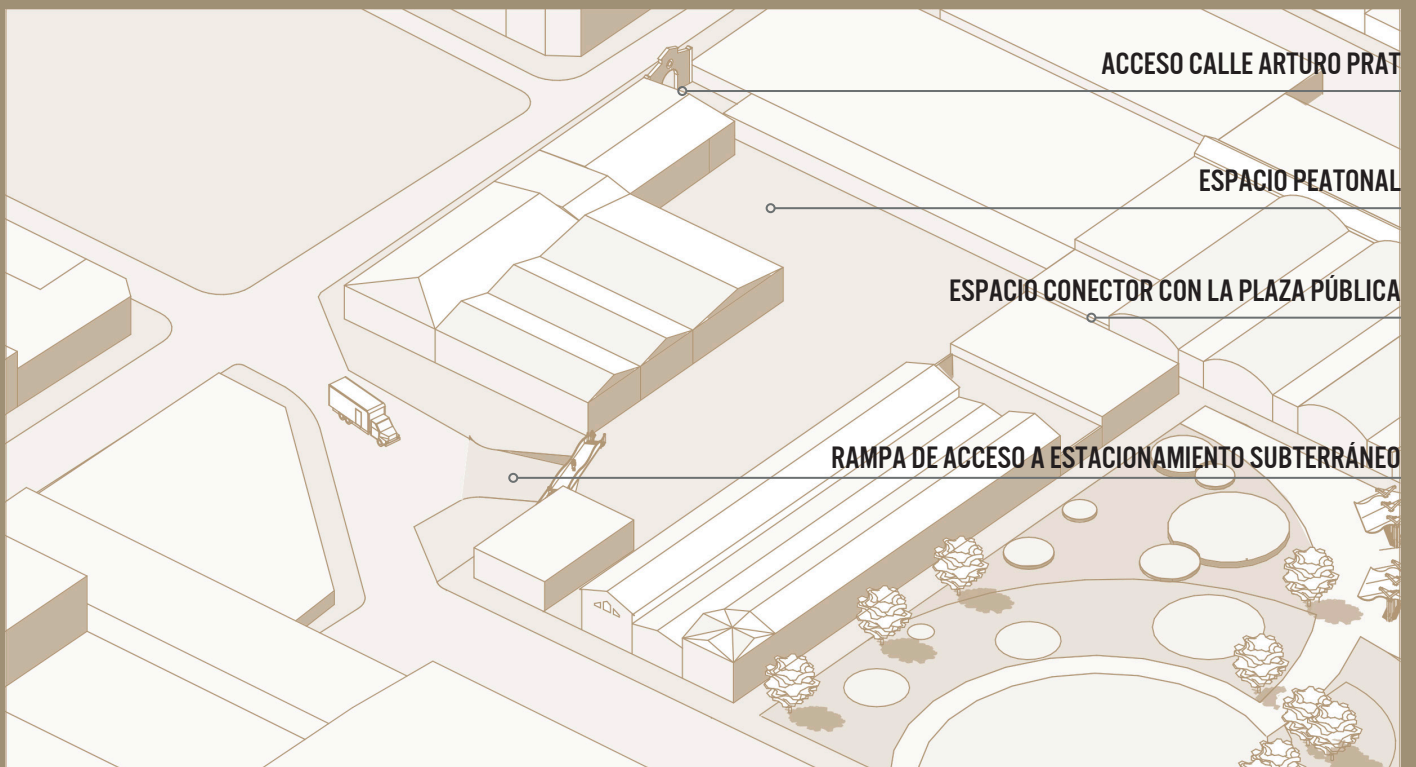 ACCESO CALLE ARTURO PRAT
ESPACIO PEATONAL
ESPACIO CONECTOR CON LA PLAZA PÚBLICA
RAMPA DE ACCESO A ESTACIONAMIENTO SUBTERRÁNEO